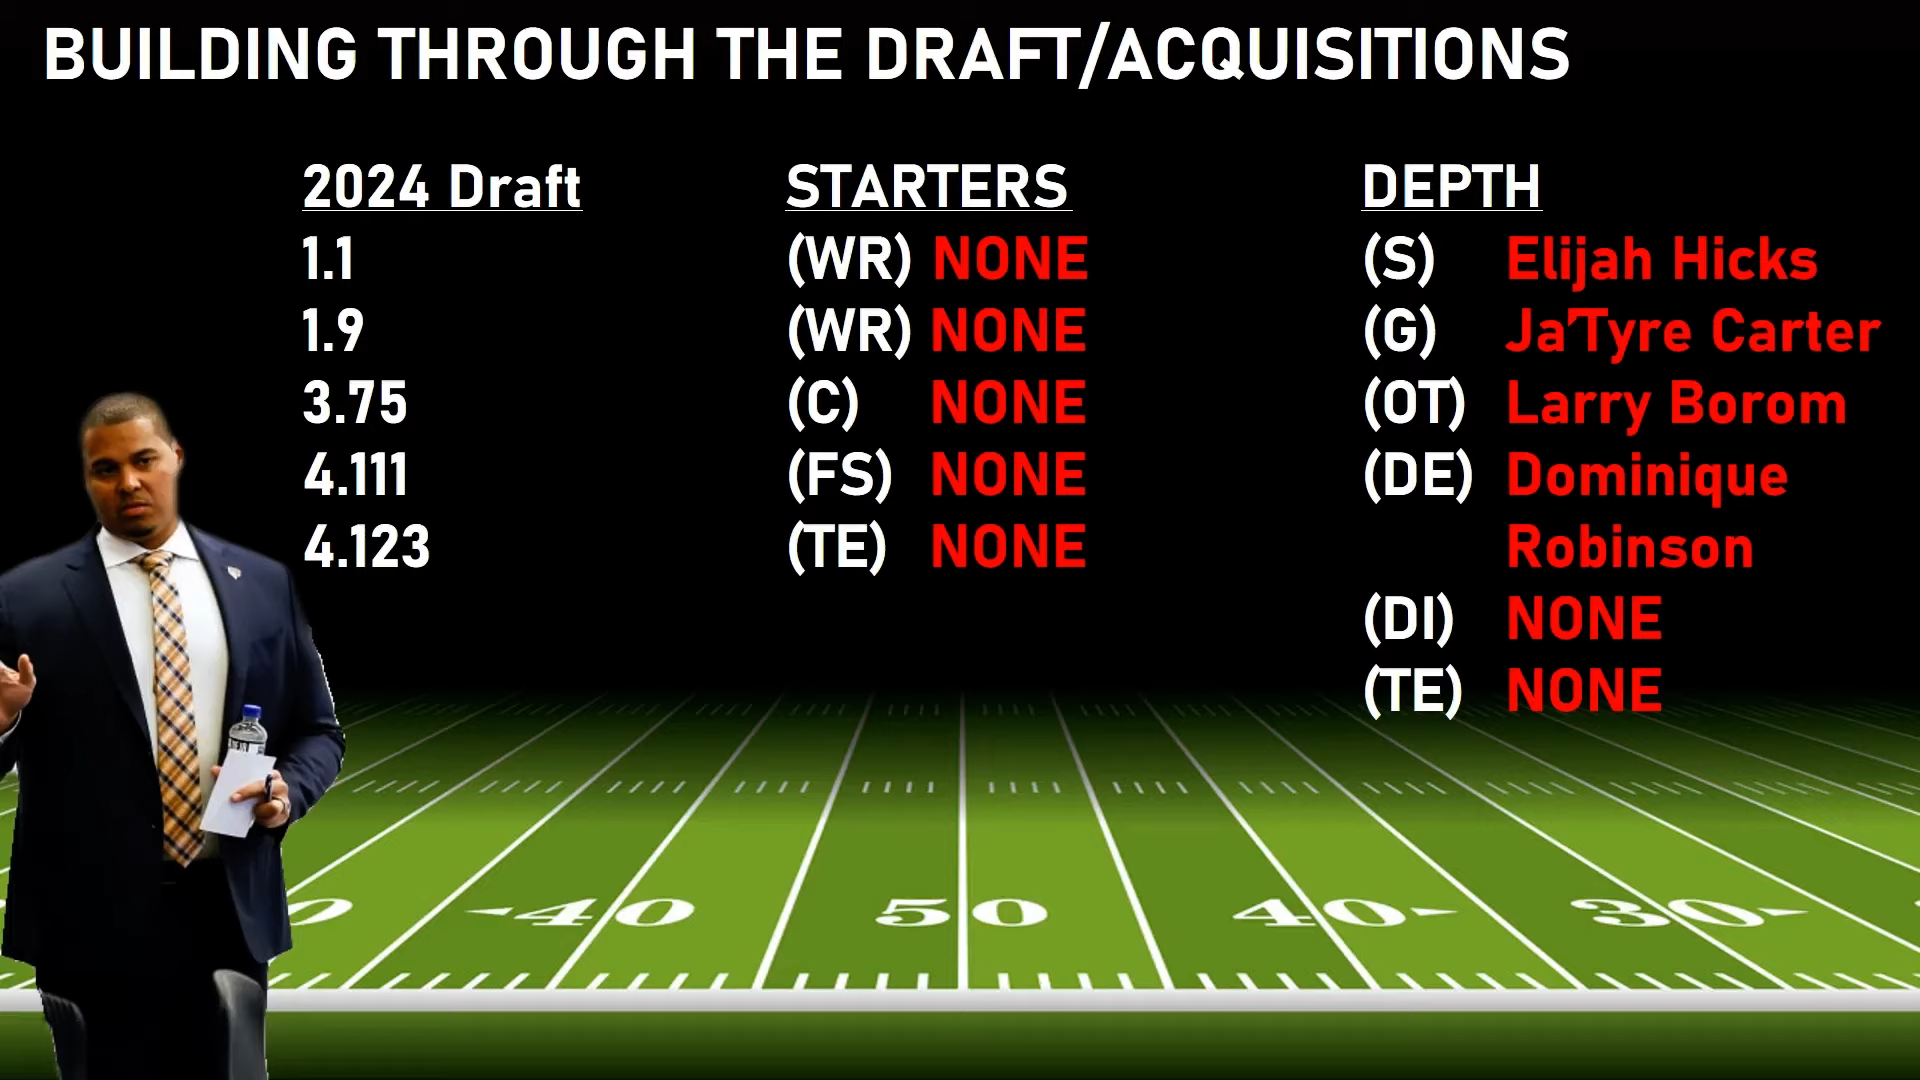 BUILDING THROUGH THE DRAFT/ACQUISITIONS
2024 Draft
1.1
1.9
3.75
4.111
4.123
STARTERS
(WR) NONE
(WR) NONE
(C) NONE
(FS) NONE
(TE) NONE
DEPTH
(S) Elijah Hicks
(G) Ja'Tyre Carter
(OT) Larry Borom
(DE) Dominique
Robinson
(DI) NONE
(TE) NONE
40
50
40
30